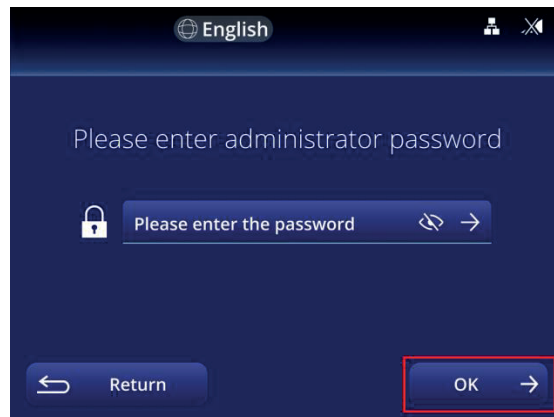 English
Please enter administrator password
Please enter the password
Return
OK